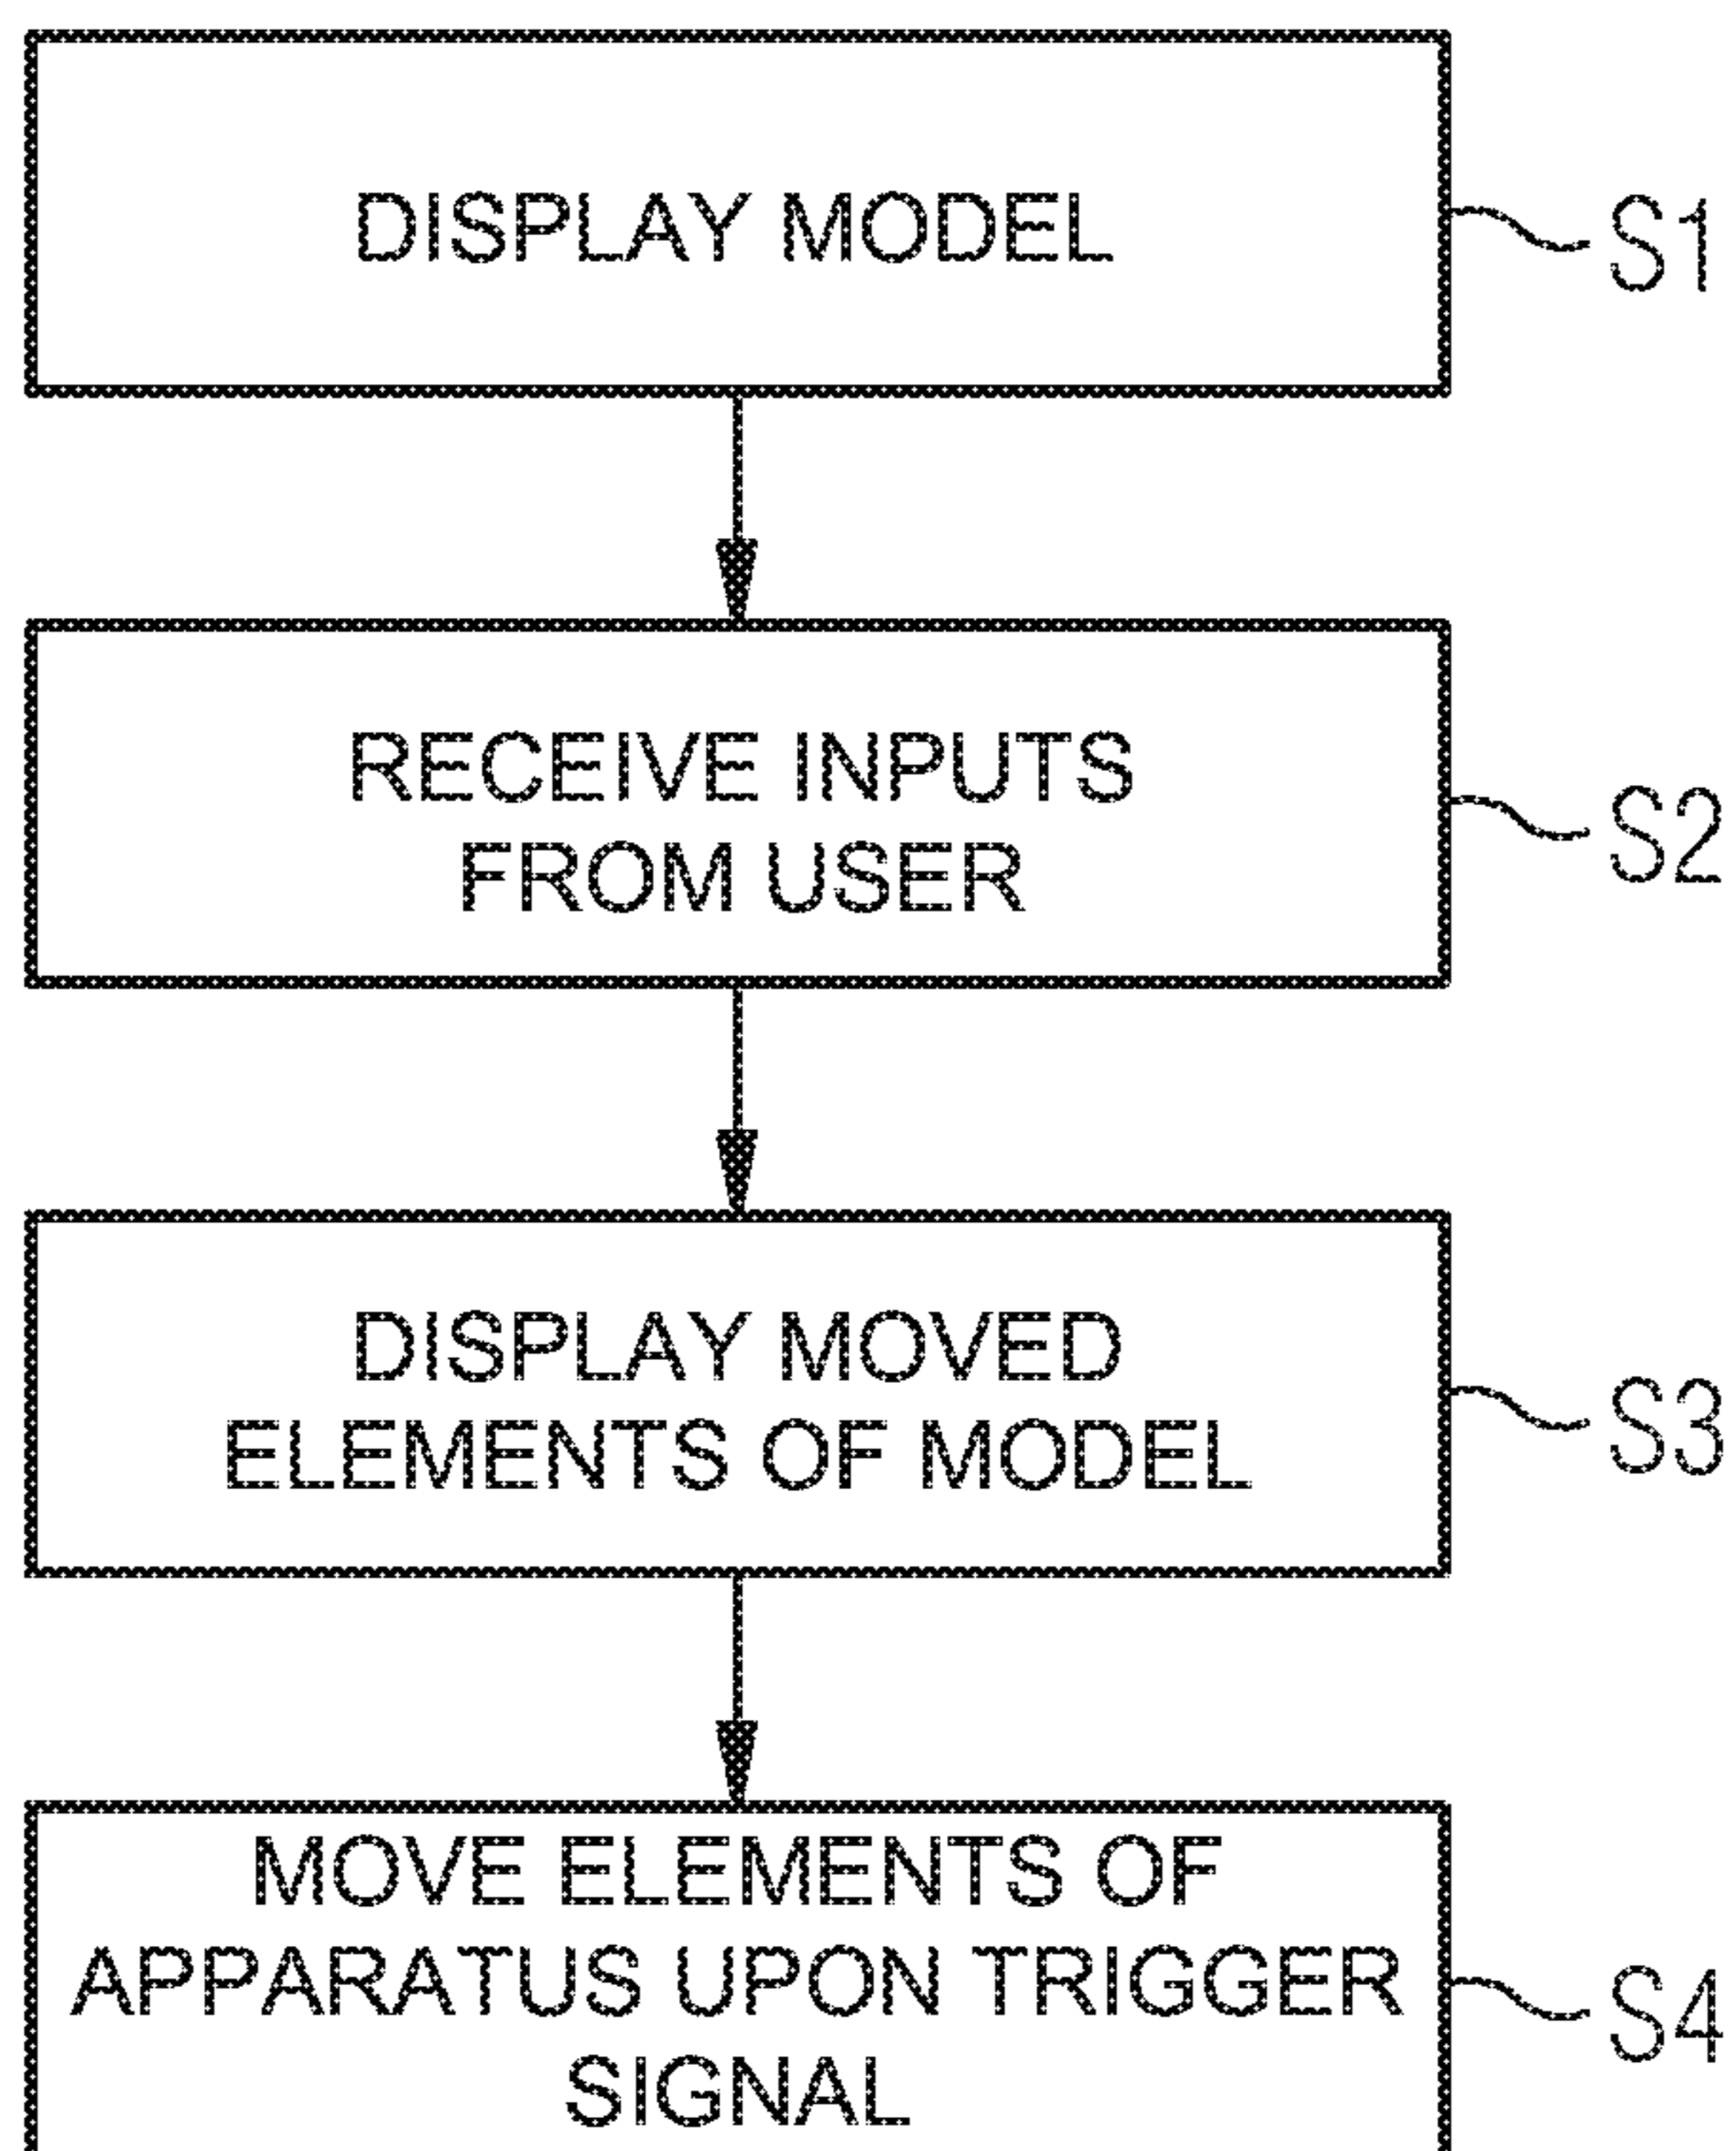 DISPLAY MODEL
S1
RECEIVE INPUTS
FROM USER
S2
DISPLAY MOVED
ELEMENTS OF MODEL
S3
MOVE ELEMENTS OF
APPARATUS UPON TRIGGER
SIGNAL
S4